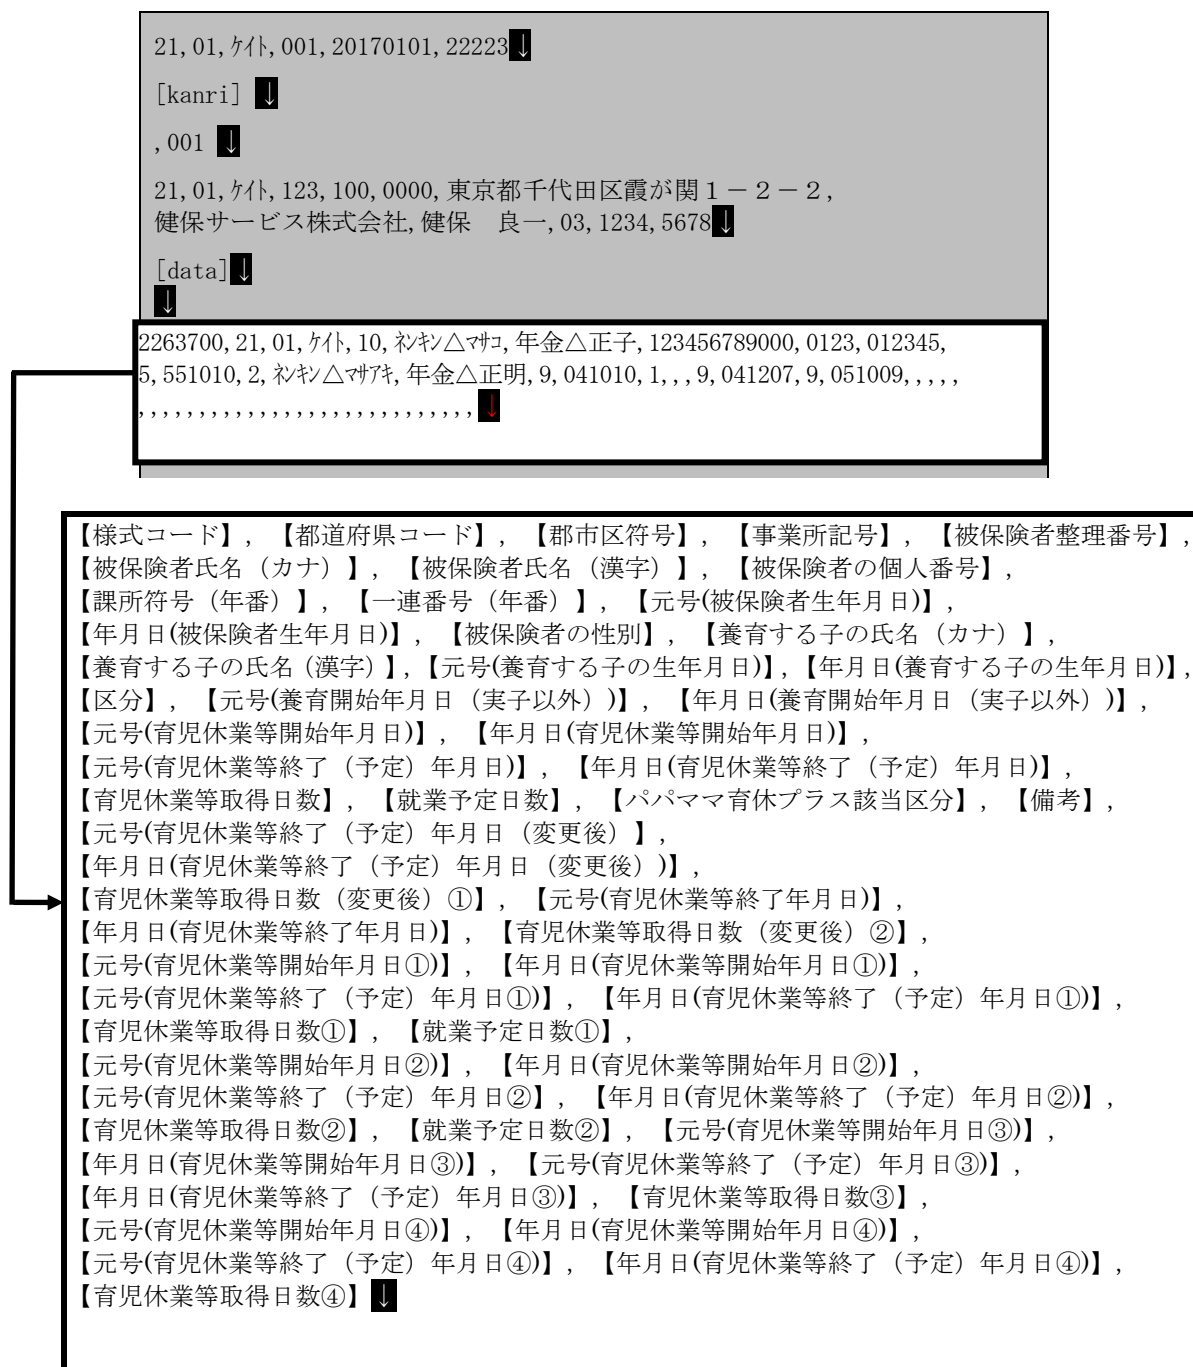 21,01,ｹｲﾄ,001,20170101,22223↓
[kanri] ↓
,001 ↓
21,01,ｹｲﾄ,123,100,0000,東京都千代田区霞が関１－２－２,
健保サービス株式会社,健保　良一,03,1234,5678↓
[data]↓
↓
2263700,21,01,ｹｲﾄ,10,ﾈﾝｷﾝ△ﾏｻｺ,年金△正子,123456789000,0123,012345,
5,551010,2,ﾈﾝｷﾝ△ﾏｻｱｷ,年金△正明,9,041010,1,,,9,041207,9,051009,,,,,
,,,,,,,,,,,,,,,,,,,,,,,,,,,,↓
【様式コード】, 【都道府県コード】, 【郡市区符号】, 【事業所記号】, 【被保険者整理番号】,
【被保険者氏名（カナ）】, 【被保険者氏名（漢字）】, 【被保険者の個人番号】,
【課所符号（年番）】, 【一連番号（年番）】, 【元号(被保険者生年月日)】,
【年月日(被保険者生年月日)】, 【被保険者の性別】, 【養育する子の氏名（カナ）】,
【養育する子の氏名（漢字）】,【元号(養育する子の生年月日)】,【年月日(養育する子の生年月日)】,
【区分】, 【元号(養育開始年月日（実子以外）)】, 【年月日(養育開始年月日（実子以外）)】,
【元号(育児休業等開始年月日)】, 【年月日(育児休業等開始年月日)】,
【元号(育児休業等終了（予定）年月日)】, 【年月日(育児休業等終了（予定）年月日)】,
【育児休業等取得日数】, 【就業予定日数】, 【パパママ育休プラス該当区分】, 【備考】,
【元号(育児休業等終了（予定）年月日（変更後）】,
【年月日(育児休業等終了（予定）年月日（変更後）)】,
【育児休業等取得日数（変更後）①】, 【元号(育児休業等終了年月日)】,
【年月日(育児休業等終了年月日)】, 【育児休業等取得日数（変更後）②】,
【元号(育児休業等開始年月日①)】, 【年月日(育児休業等開始年月日①)】,
【元号(育児休業等終了（予定）年月日①)】, 【年月日(育児休業等終了（予定）年月日①)】,
【育児休業等取得日数①】, 【就業予定日数①】,
【元号(育児休業等開始年月日②)】, 【年月日(育児休業等開始年月日②)】,
【元号(育児休業等終了（予定）年月日②】, 【年月日(育児休業等終了（予定）年月日②)】,
【育児休業等取得日数②】, 【就業予定日数②】, 【元号(育児休業等開始年月日③)】,
【年月日(育児休業等開始年月日③)】, 【元号(育児休業等終了（予定）年月日③)】,
【年月日(育児休業等終了（予定）年月日③)】, 【育児休業等取得日数③】,
【元号(育児休業等開始年月日④)】, 【年月日(育児休業等開始年月日④)】,
【元号(育児休業等終了（予定）年月日④)】, 【年月日(育児休業等終了（予定）年月日④)】,
【育児休業等取得日数④】↓